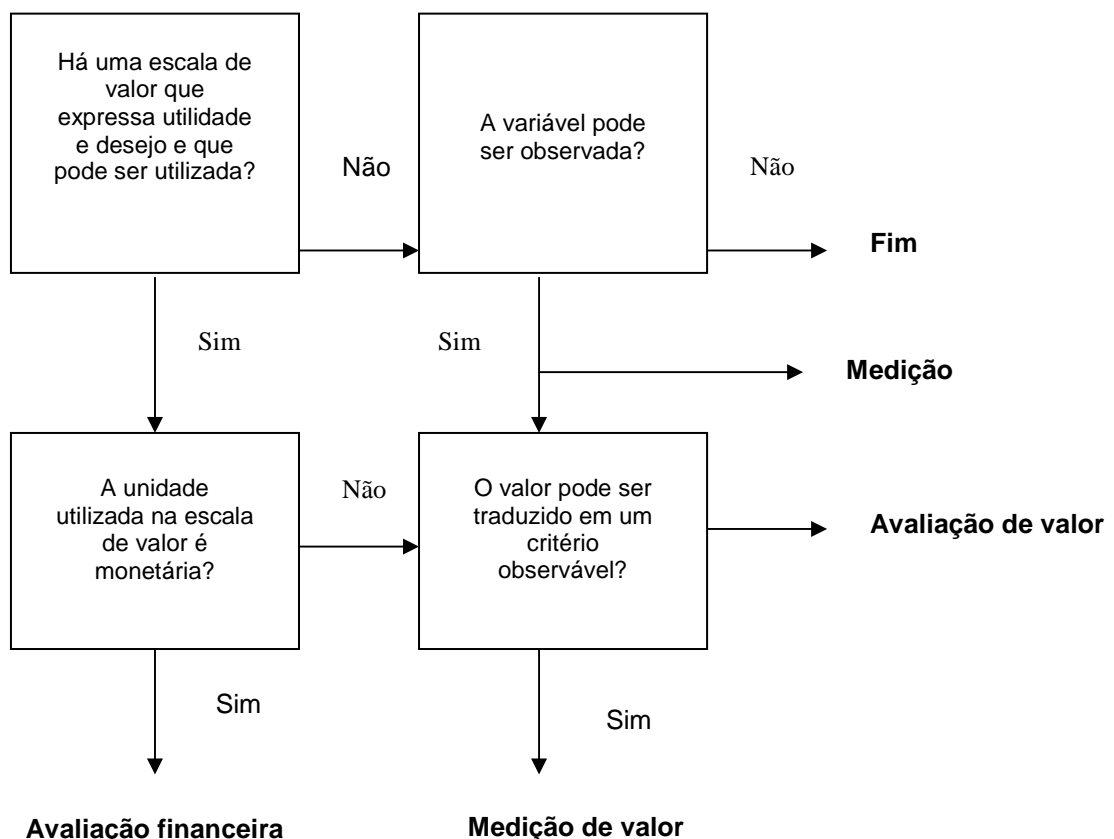 Há uma escala de
valor que
expressa utilidade
e desejo e que
pode ser utilizada?
Não
A variável pode
ser observada?
Não
Fim
Sim
Sim
Medição
A unidade
utilizada na escala
de valor é
monetária?
Não
O valor pode ser
traduzido em um
critério
observável?
Avaliação de valor
Sim
Sim
Avaliação financeira
Medição de valor